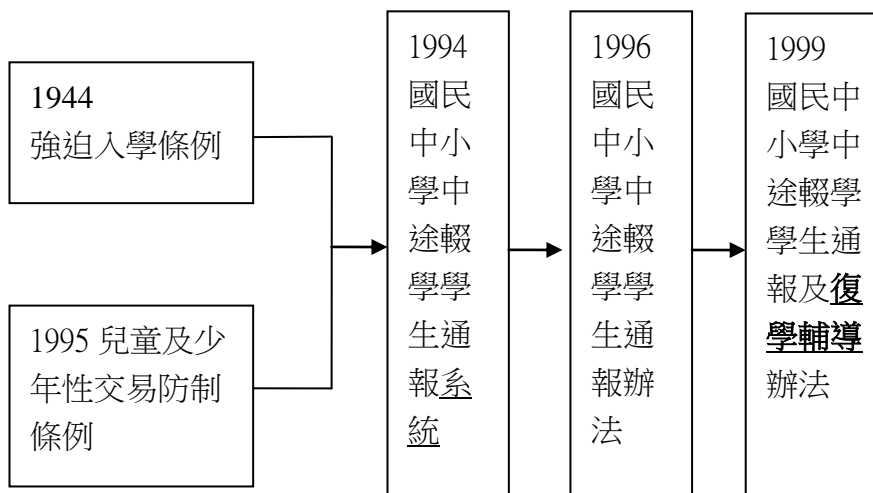 1944
強迫入學條例
1995 兒童及少
年性交易防制
條例
1994
國民
中小
學中
途輟
學學
生通
報系
統
1996
國民
中小
學中
途輟
學學
生通
報辦
法
1999
國民中
小學中
途輟學
學生通
報及復
學輔導
辦法